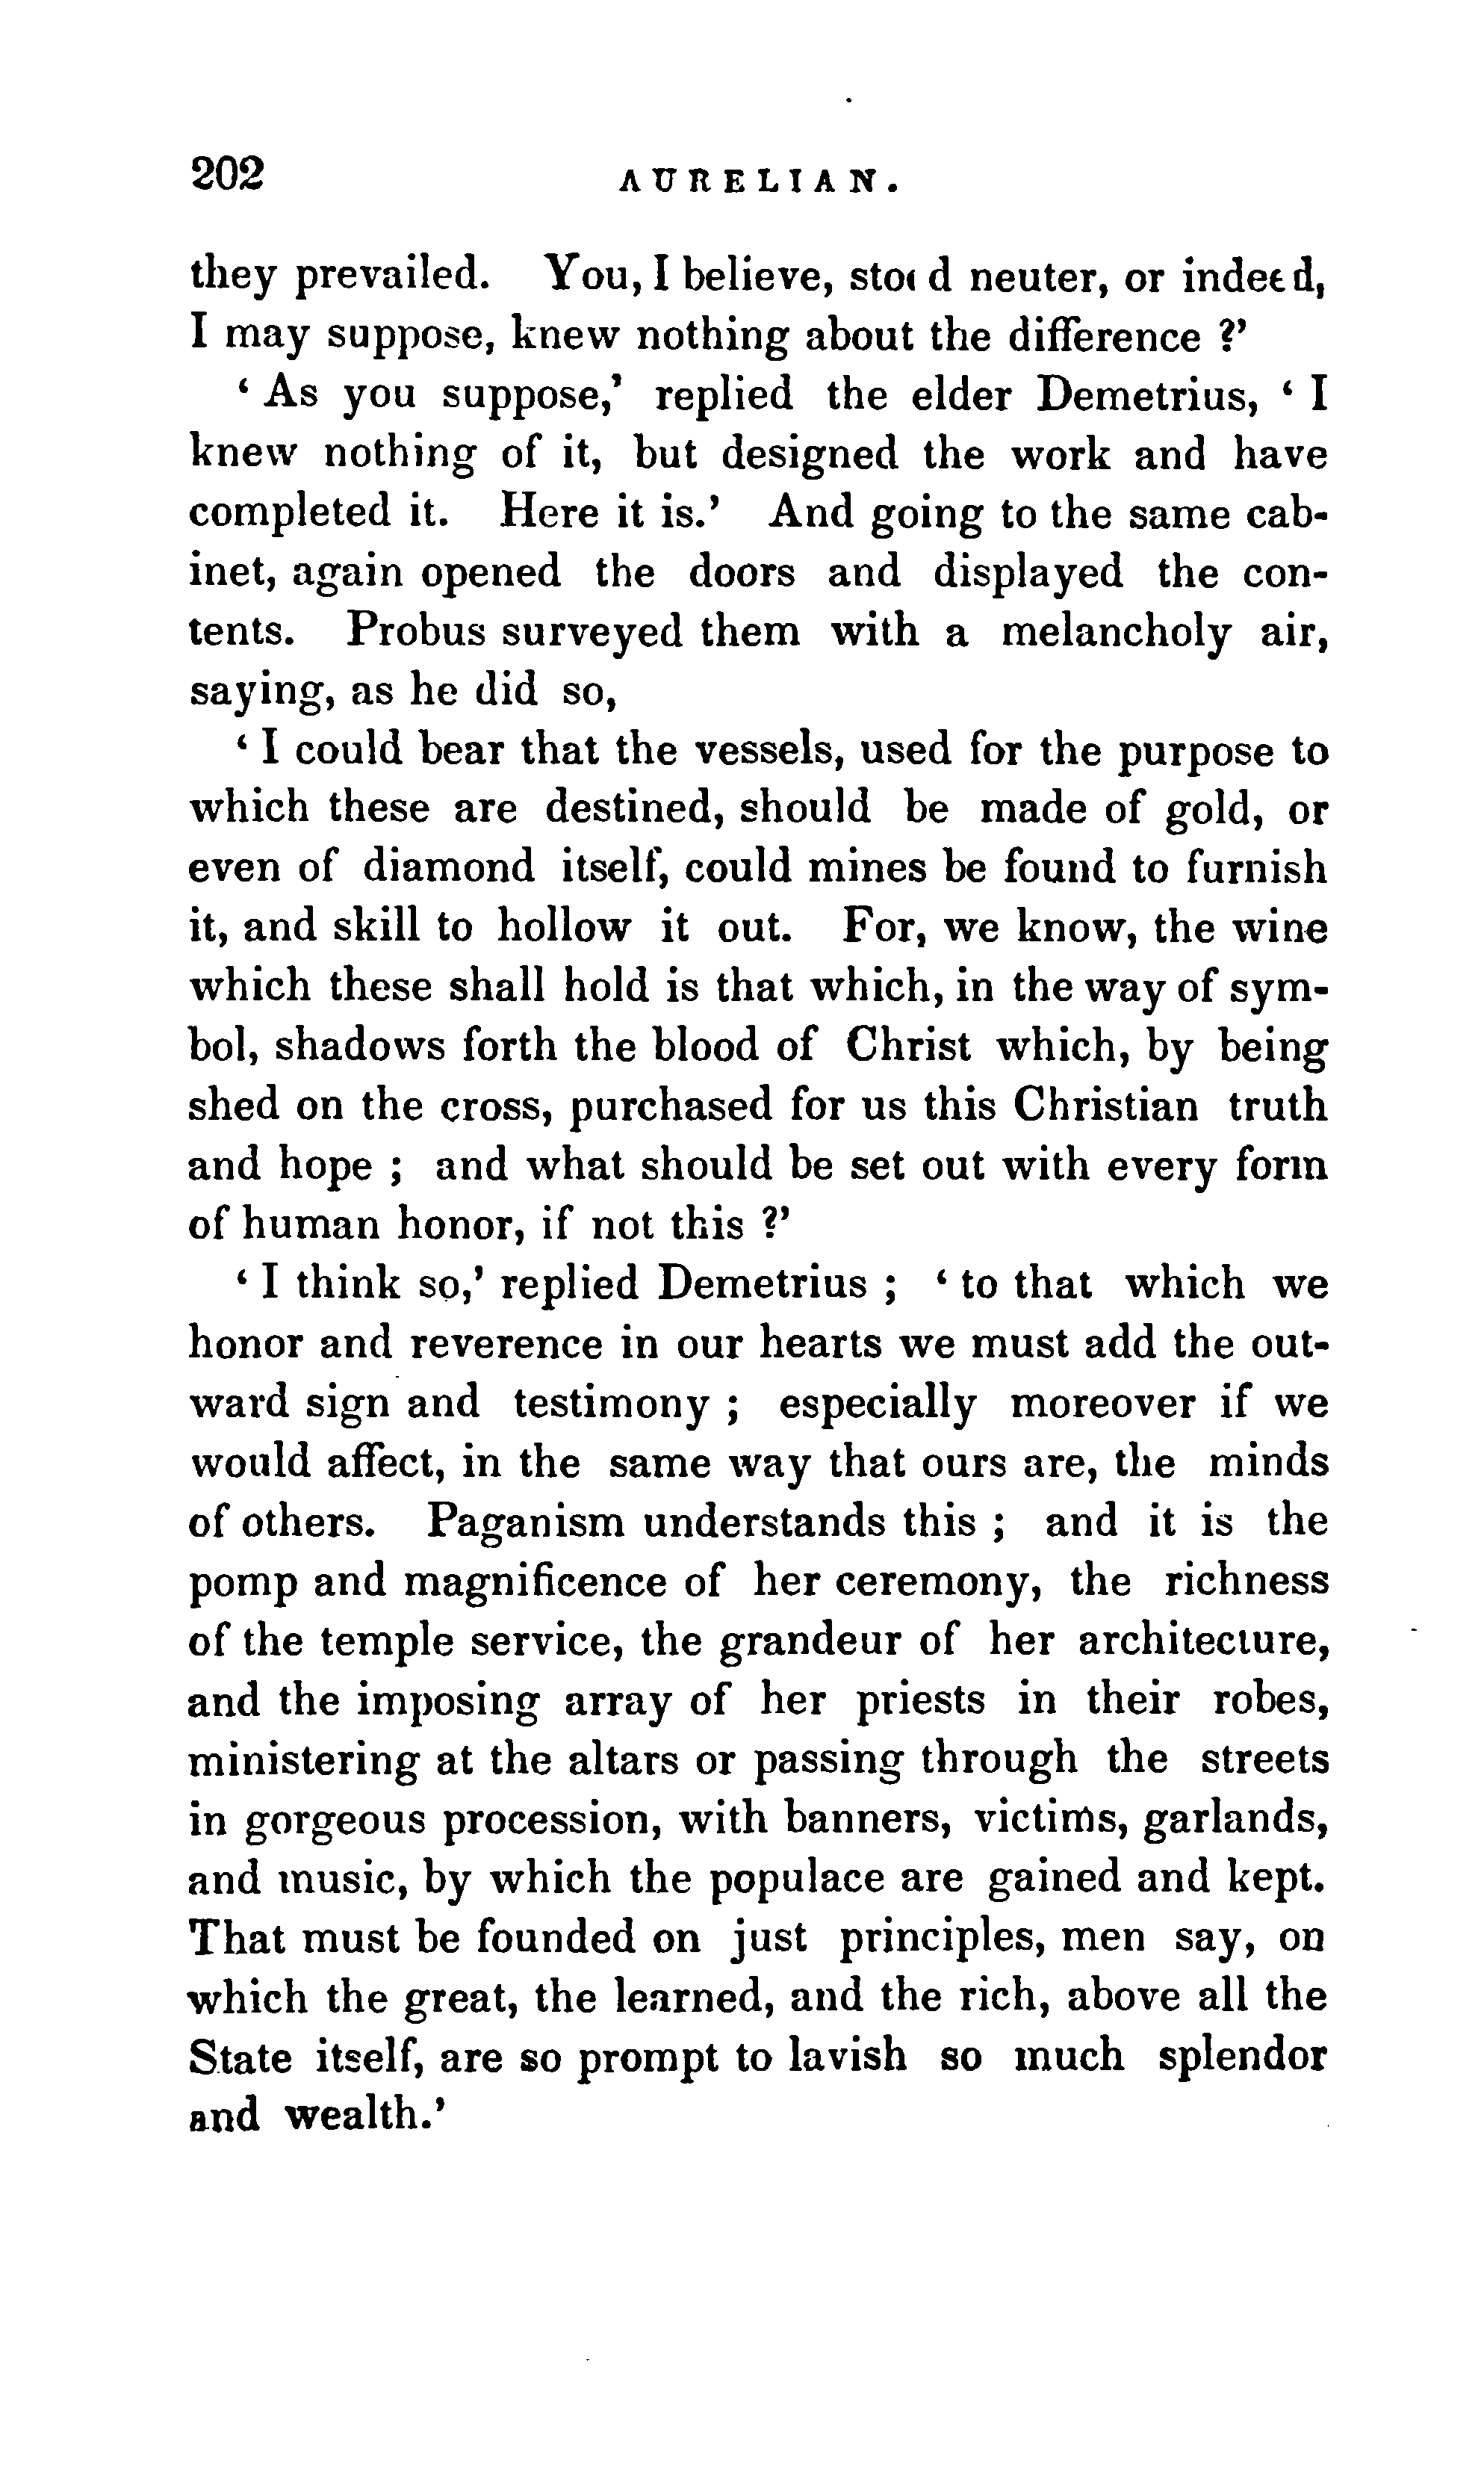 202 AURELIAN.
they prevailed. You, I believe, stood neuter, or indeed,
I may suppose, knew nothing about the difference ?’
‘ As you suppose,’ replied the elder Demetrius, ‘ I
knew nothing of it, but designed the work and have
completed it. Here it is.’ And going to the same cab-
inet, again opened the doors and displayed the con-
tents. Probus surveyed them with a melancholy air,
saying, as he did so,
‘ I could bear that the vessels, used for the purpose to
which these are destined, should be made of gold, or
even of diamond itself, could mines be found to furnish
it, and skill to hollow it out. For, we know, the wine
which these shall hold is that which, in the way of sym-
bol, shadows forth the blood of Christ which, by being
shed on the cross, purchased for us this Christian truth
and hope ; and what should be set out with every form
of human honor, if not this ?’
‘ I think so,’ replied Demetrius ; ‘ to that which we
honor and reverence in our hearts we must add the out-
ward sign and testimony ; especially moreover if we
would affect, in the same way that ours are, the minds
of others. Paganism understands this ; and it is the
pomp and magnificence of her ceremony, the richness
of the temple service, the grandeur of her architecture,
and the imposing array of her priests in their robes,
ministering at the altars or passing through the streets
in gorgeous procession, with banners, victims, garlands,
and music, by which the populace are gained and kept.
That must be founded on just principles, men say, on
which the great, the learned, and the rich, above all the
State itself, are so prompt to lavish so much splendor
and wealth.’